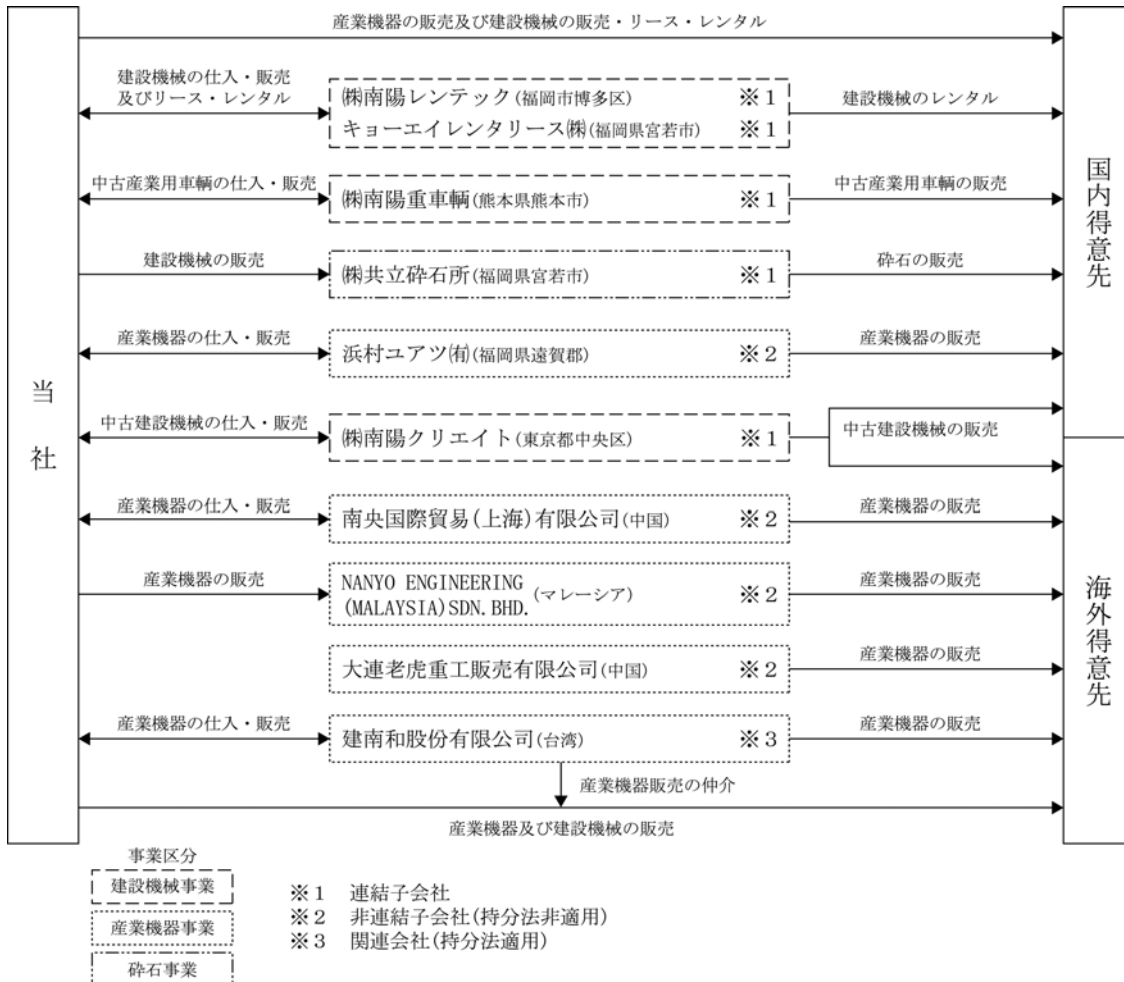 産業機器の販売及び建設機械の販売・リース・レンタル
当社
国内得意先
海外得意先
建設機械の仕入・販売
及びリース・レンタル
㈱南陽レンテック(福岡市博多区) ※1
キョーエイレンタリース㈱(福岡県宮若市) ※1
建設機械のレンタル
中古産業用車輌の仕入・販売
㈱南陽重車輌(熊本県熊本市) ※1
中古産業用車輌の販売
建設機械の販売
㈱共立砕石所(福岡県宮若市) ※1
砕石の販売
産業機器の仕入・販売
浜村ユアツ㈲(福岡県遠賀郡) ※2
産業機器の販売
中古建設機械の仕入・販売
㈱南陽クリエイト(東京都中央区) ※1
中古建設機械の販売
産業機器の仕入・販売
南央国際貿易(上海)有限公司(中国) ※2
産業機器の販売
産業機器の販売
NANYO ENGINEERING
(MALAYSIA)SDN.BHD. (マレーシア) ※2
産業機器の販売
大連老虎重工販売有限公司(中国) ※2
産業機器の販売
産業機器の仕入・販売
建南和股份有限公司(台湾) ※3
産業機器の販売
産業機器販売の仲介
産業機器及び建設機械の販売
事業区分
建設機械事業
産業機器事業
砕石事業
※1 連結子会社
※2 非連結子会社(持分法非適用)
※3 関連会社(持分法適用)